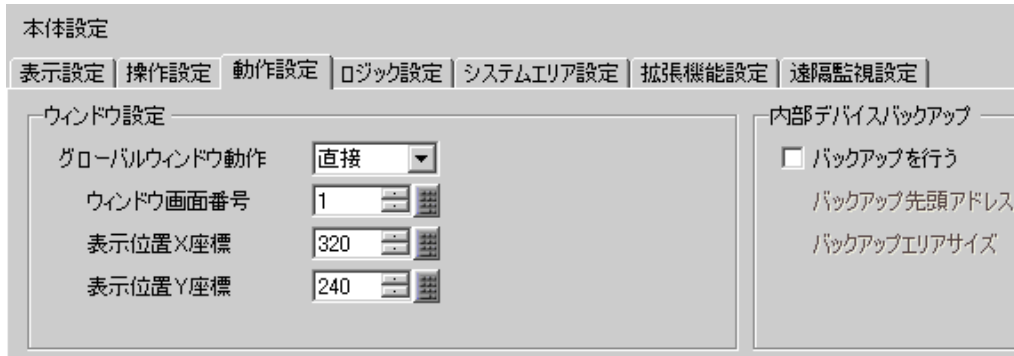 本体設定
表示設定 操作設定 動作設定 ロジック設定 システムエリア設定 拡張機能設定 遠隔監視設定
ウィンドウ設定
グローバルウィンドウ動作 直接
ウィンドウ画面番号 1
表示位置X座標 320
表示位置Y座標 240
内部デバイスバックアップ
バックアップを行う
バックアップ先頭アドレス
バックアップエリアサイズ